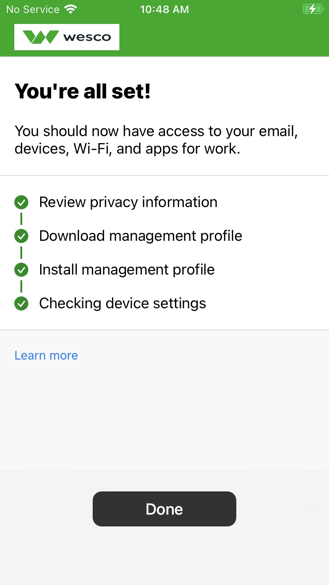 No Service 10:48 AM
wesco
You're all set!
You should now have access to your email,
devices, Wi-Fi, and apps for work.
Review privacy information
Download management profile
Install management profile
Checking device settings
Learn more
Done